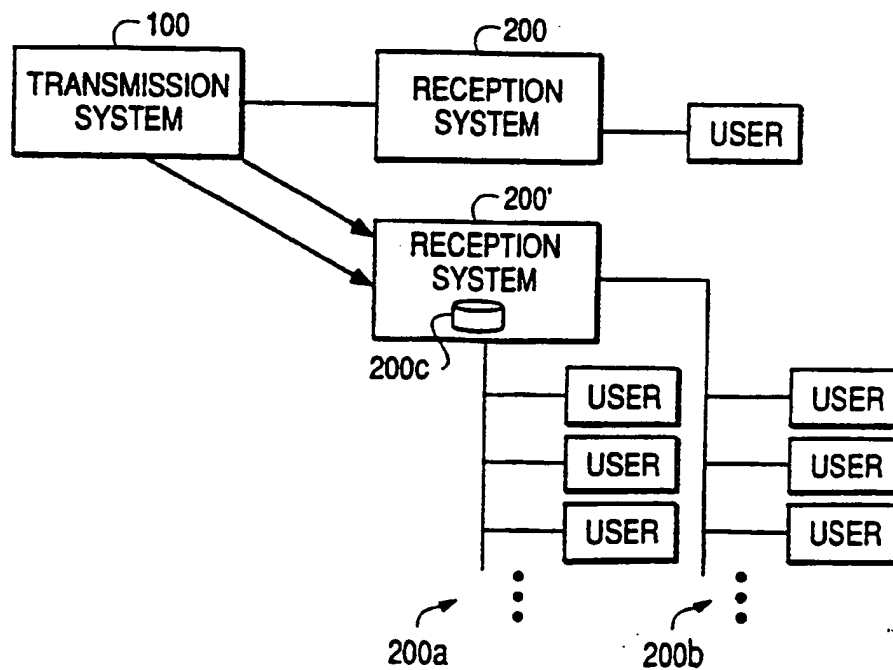 100
200
TRANSMISSION
SYSTEM
RECEPTION
SYSTEM
USER
200'
RECEPTION
SYSTEM
200c
USER
USER
USER
USER
USER
USER
200a
200b